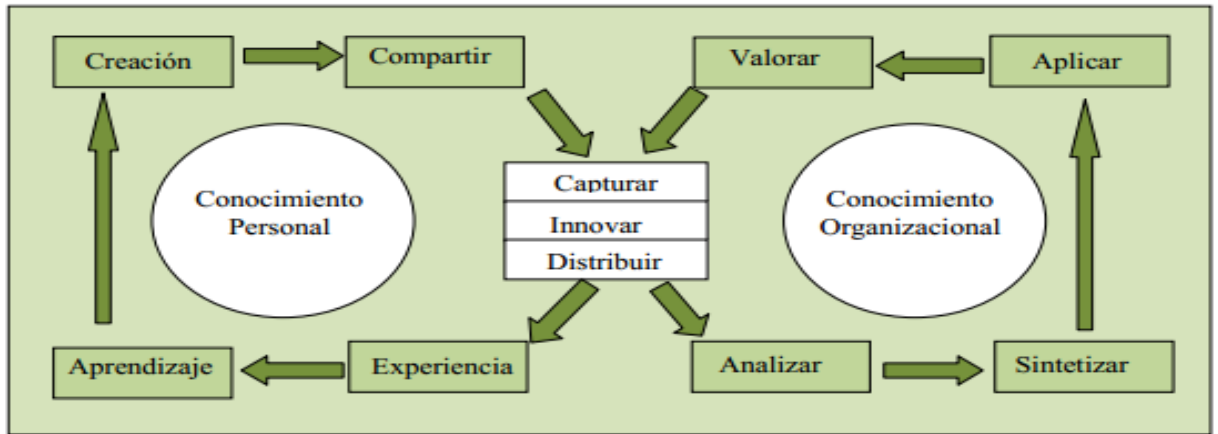 Creación
Compartir
Valorar
Aplicar
Conocimiento
Personal
Capturar
Innovar
Distribuir
Conocimiento
Organizacional
Aprendizaje
Experiencia
Analizar
Sintetizar